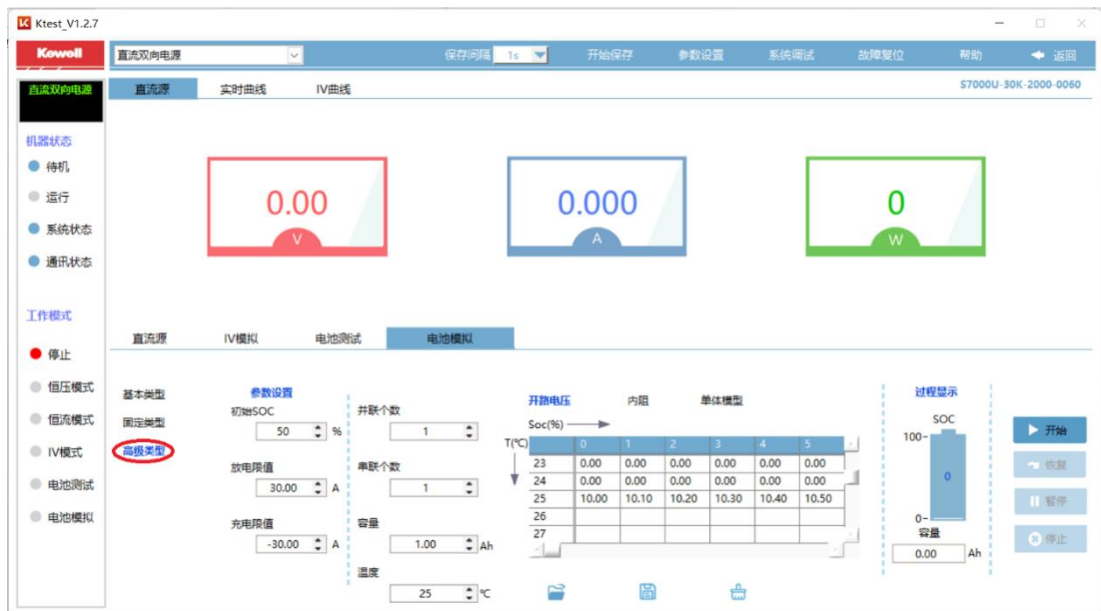 Ktest_V1.2.7
Kewell
直流双向电源
保存间隔 1s 开始保存 参数设置 系统调试 故障复位 帮助 返回
直流双向电源
直流源 实时曲线 IV曲线 S7000U-30K-2000-0060
机器状态
待机
运行
系统状态
通讯状态
0.00
V
0.000
A
0
W
工作模式
停止
恒压模式
恒流模式
IV模式
电池测试
电池模拟
直流源 IV模拟 电池测试 电池模拟
基本类型
固定类型
高级类型
参数设置
初始SOC
50 %
放电限值
30.00 A
充电限值
-30.00 A
并联个数
1
串联个数
1
容量
1.00 Ah
温度
25 ℃
开路电压 内阻 单体模型
Soc(%)
T(℃)
0 1 2 3 4 5
23 0.00 0.00 0.00 0.00 0.00 0.00
24 0.00 0.00 0.00 0.00 0.00 0.00
25 10.00 10.10 10.20 10.30 10.40 10.50
26
27
过程显示
SOC
100-
0
0-
容量
0.00 Ah
开始
恢复
暂停
停止